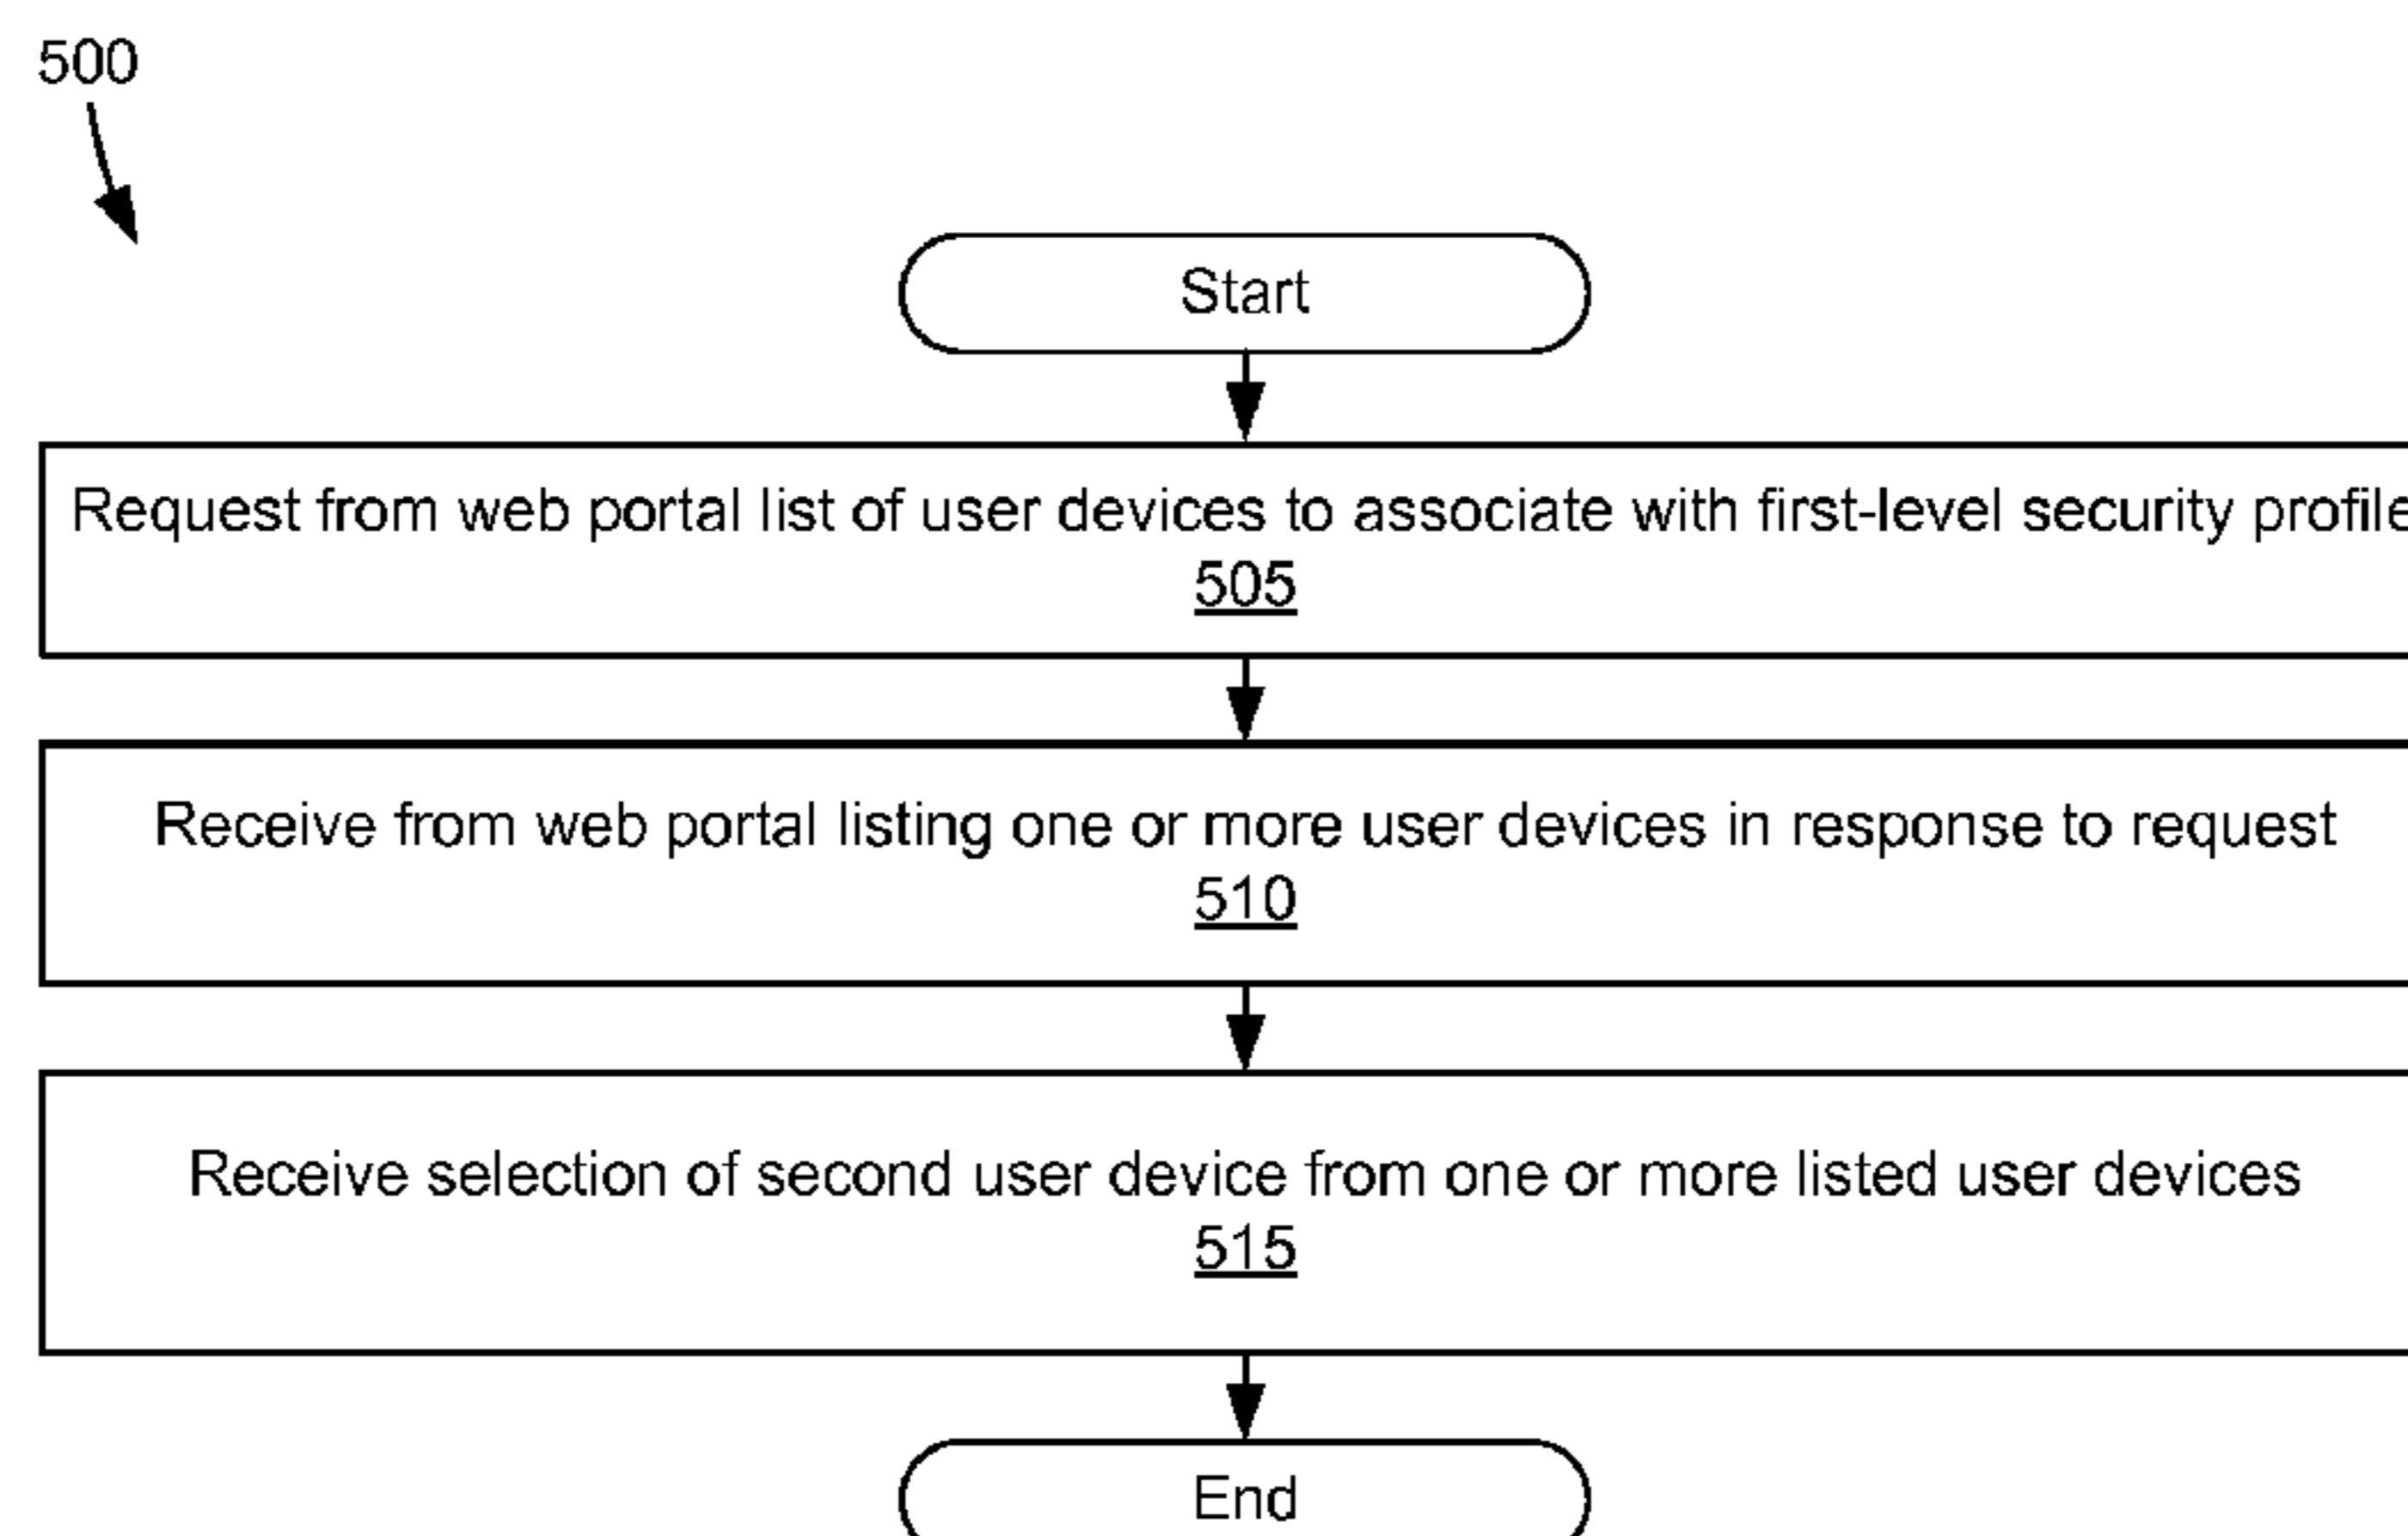 500
Start
Request from web portal list of user devices to associate with first-level security profile
505
Receive from web portal listing one or more user devices in response to request
510
Receive selection of second user device from one or more listed user devices
515
End